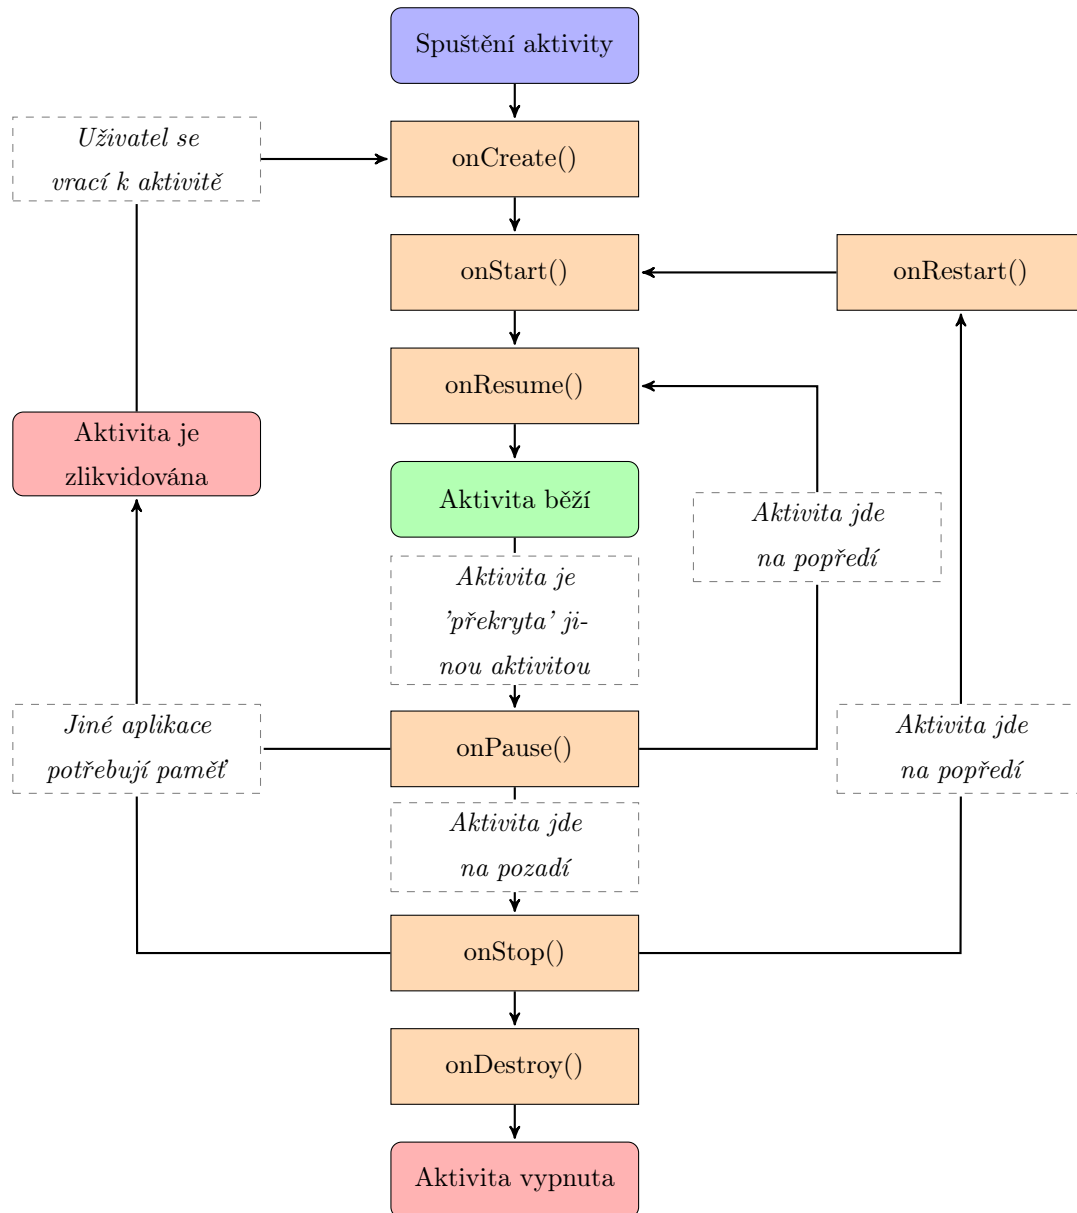 Spuštění aktivity
Uživatel se
vrací k aktivitě
onCreate()
onStart()
onRestart()
onResume()
Aktivita je
zlikvidována
Aktivita běží
Aktivita jde
na popředí
Aktivita je
'překryta' ji-
nou aktivitou
Jiné aplikace
potřebují paměť
onPause()
Aktivita jde
na popředí
Aktivita jde
na pozadí
onStop()
onDestroy()
Aktivita vypnuta